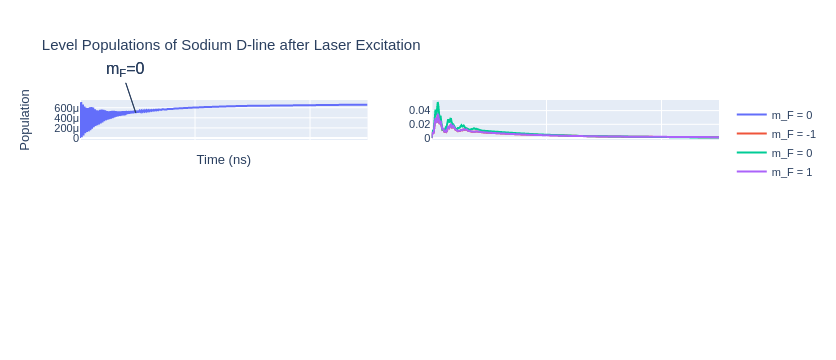 Level Populations of Sodium D-line after Laser Excitation
m_F=0
Population
600μ
400μ
200μ
0
Time (ns)
0.04
0.02
0
m_F = 0
m_F = -1
m_F = 0
m_F = 1